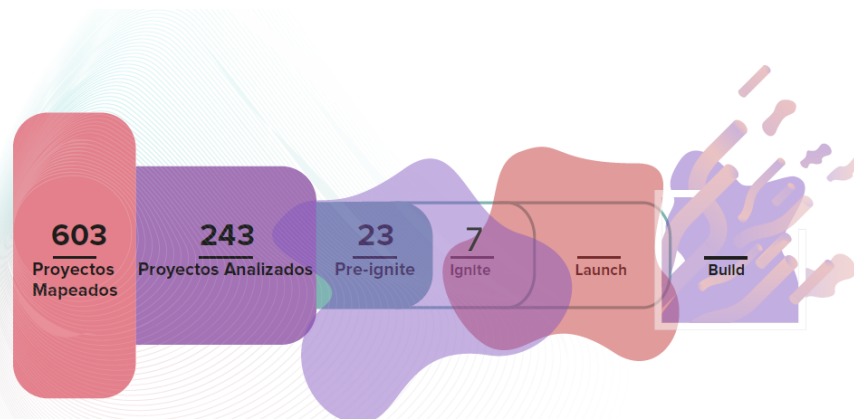 603
Proyectos
Mapeados
243
Proyectos Analizados
23
Pre-ignite
7
Ignite
Launch
Build